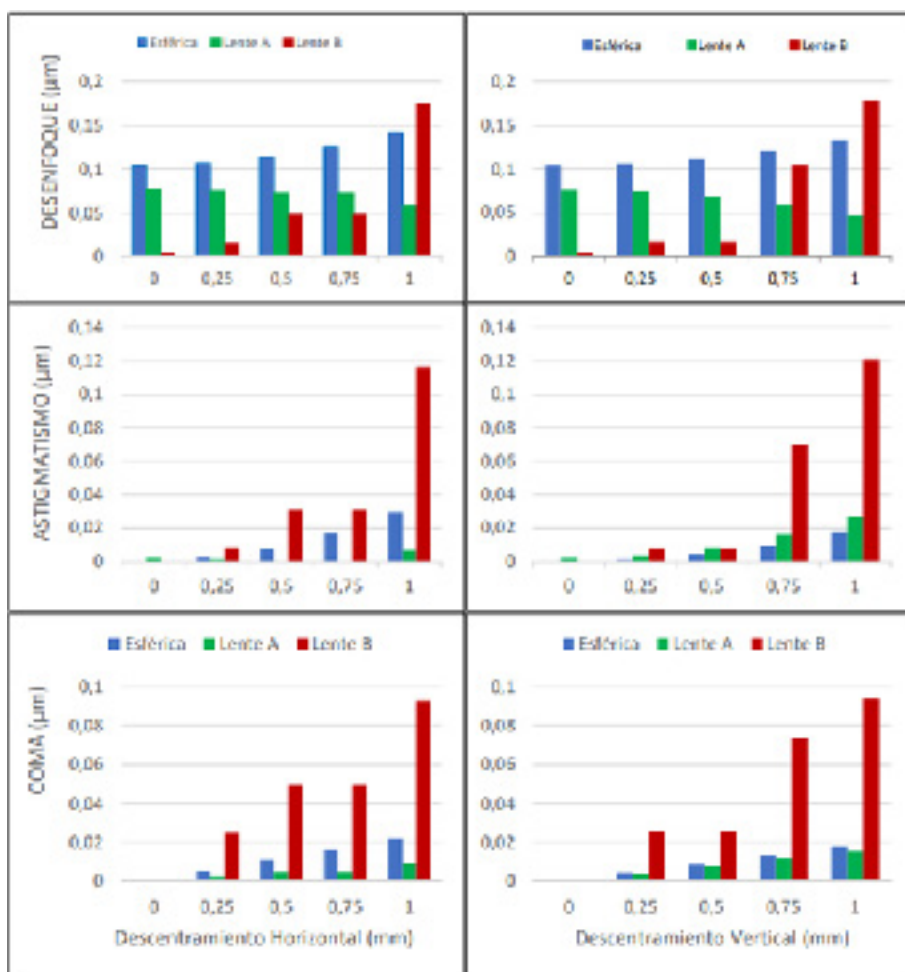 Esférica Lente A Lente B
Esférica Lente A Lente B
DESENFOQUE (μm)
0,2 0,2
0,15 0,15
0,1 0,1
0,05 0,05
0 0
0 0,25 0,5 0,75 1 0 0,25 0,5 0,75 1
ASTIGMATISMO (μm)
0,14 0,14
0,12 0,12
0,1 0,1
0,08 0,08
0,06 0,06
0,04 0,04
0,02 0,02
0 0
0 0,25 0,5 0,75 1 0 0,25 0,5 0,75 1
Esférica Lente A Lente B Esférica Lente A Lente B
COMA (μm)
0,1 0,1
0,08 0,08
0,06 0,06
0,04 0,04
0,02 0,02
0 0
0 0,25 0,5 0,75 1 0 0,25 0,5 0,75 1
Descentramiento Horizontal (mm) Descentramiento Vertical (mm)